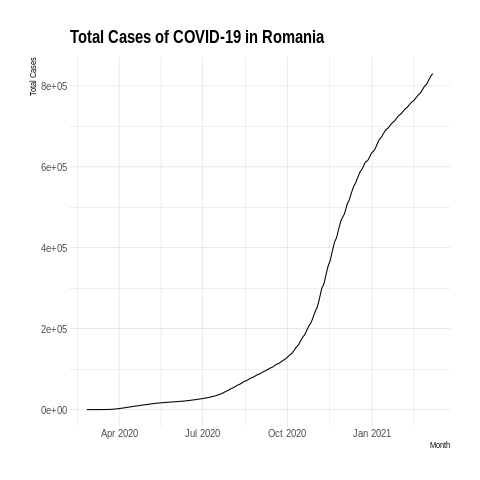 Total Cases of COVID-19 in Romania
Total Cases
8e+05
6e+05
4e+05
2e+05
0e+00
Apr 2020 Jul 2020 Oct 2020 Jan 2021
Month